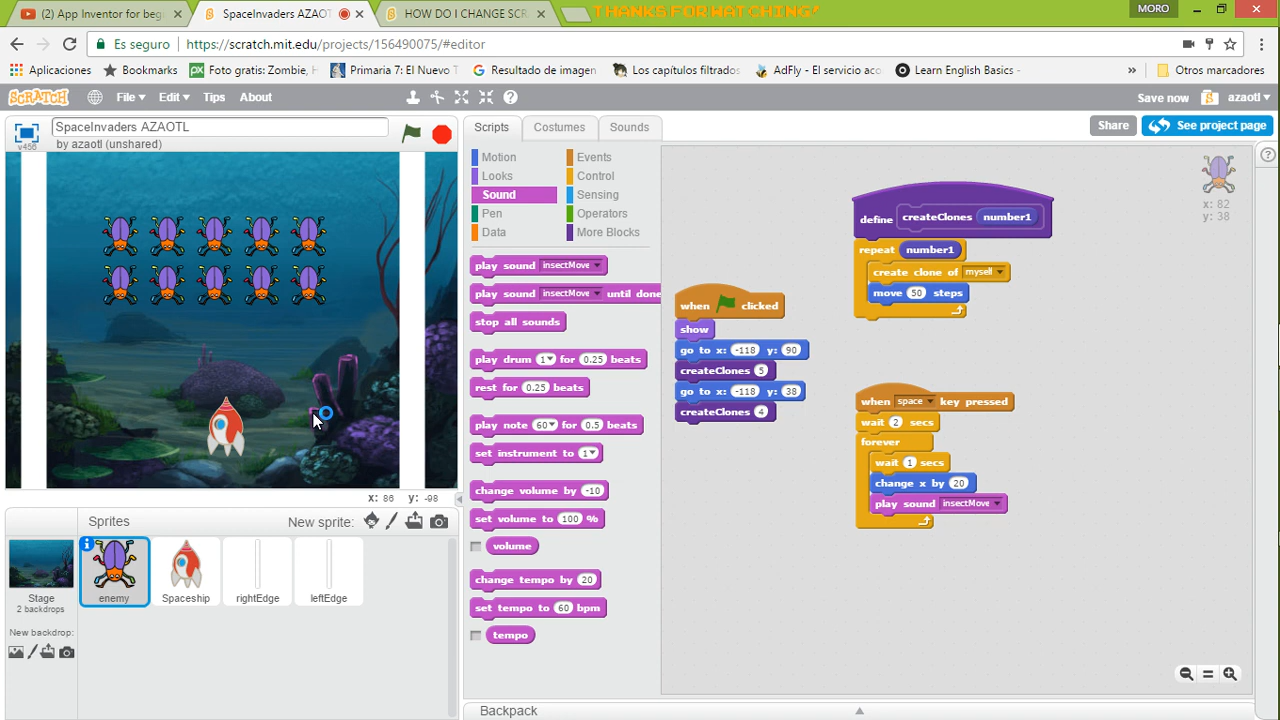 (2) App Inventor for beg
SpaceInvaders AZAOT
HOW DO I CHANGE SCR
THANKS FOR WATCHING!
MORO
Es seguro
https://scratch.mit.edu/projects/156490075/#editor
Aplicaciones
Bookmarks
Foto gratis: Zombie, H
Primaria 7: El Nuevo T
Resultado de imagen
Los capítulos filtrados
AdFly - El servicio aco
Learn English Basics -
»
Otros marcadores
SCRATCH
File
Edit
Tips
About
Save now
azaotl
SpaceInvaders AZAOTL
by azaotl (unshared)
v456
Scripts
Costumes
Sounds
Share
See project page
Motion
Events
Looks
Control
Sound
Sensing
Pen
Operators
Data
More Blocks
play sound insectMove
play sound insectMove until done
stop all sounds
play drum 1 for 0.25 beats
rest for 0.25 beats
play note 60 for 0.5 beats
set instrument to 1
change volume by -10
set volume to 100 %
volume
change tempo by 20
set tempo to 60 bpm
tempo
when clicked
show
go to x: -118 y: 90
createClones 5
go to x: -118 y: 38
createClones 4
define createClones number1
repeat number1
create clone of myself
move 50 steps
when space key pressed
wait 2 secs
forever
wait 1 secs
change x by 20
play sound insectMove
x: 82
y: 38
x: 86 y: -98
Sprites
New sprite:
Stage
2 backdrops
New backdrop:
enemy
Spaceship
rightEdge
leftEdge
Backpack